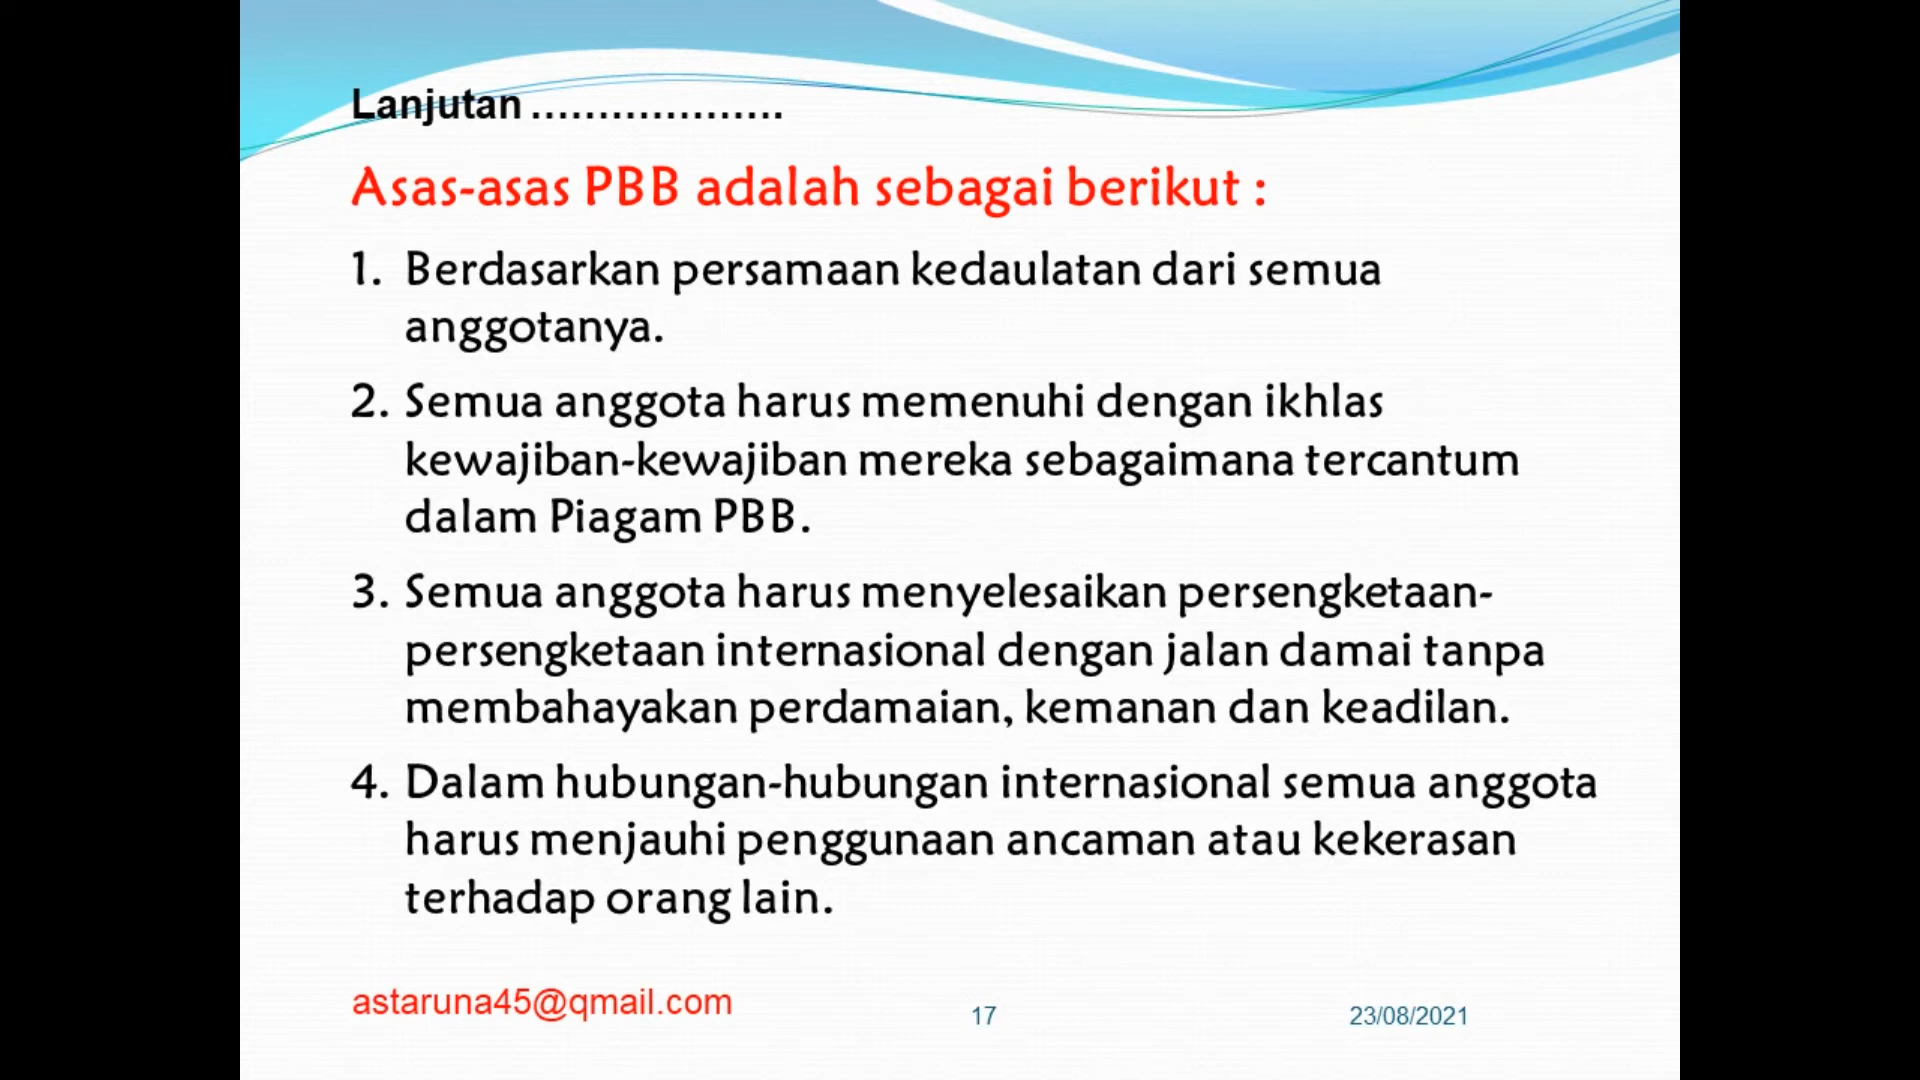 Lanjutan ...................
Asas-asas PBB adalah sebagai berikut :
1. Berdasarkan persamaan kedaulatan dari semua
anggotanya.
2. Semua anggota harus memenuhi dengan ikhlas
kewajiban-kewajiban mereka sebagaimana tercantum
dalam Piagam PBB.
3. Semua anggota harus menyelesaikan persengketaan-
persengketaan internasional dengan jalan damai tanpa
membahayakan perdamaian, kemanan dan keadilan.
4. Dalam hubungan-hubungan internasional semua anggota
harus menjauhi penggunaan ancaman atau kekerasan
terhadap orang lain.
astaruna45@qmail.com
17
23/08/2021